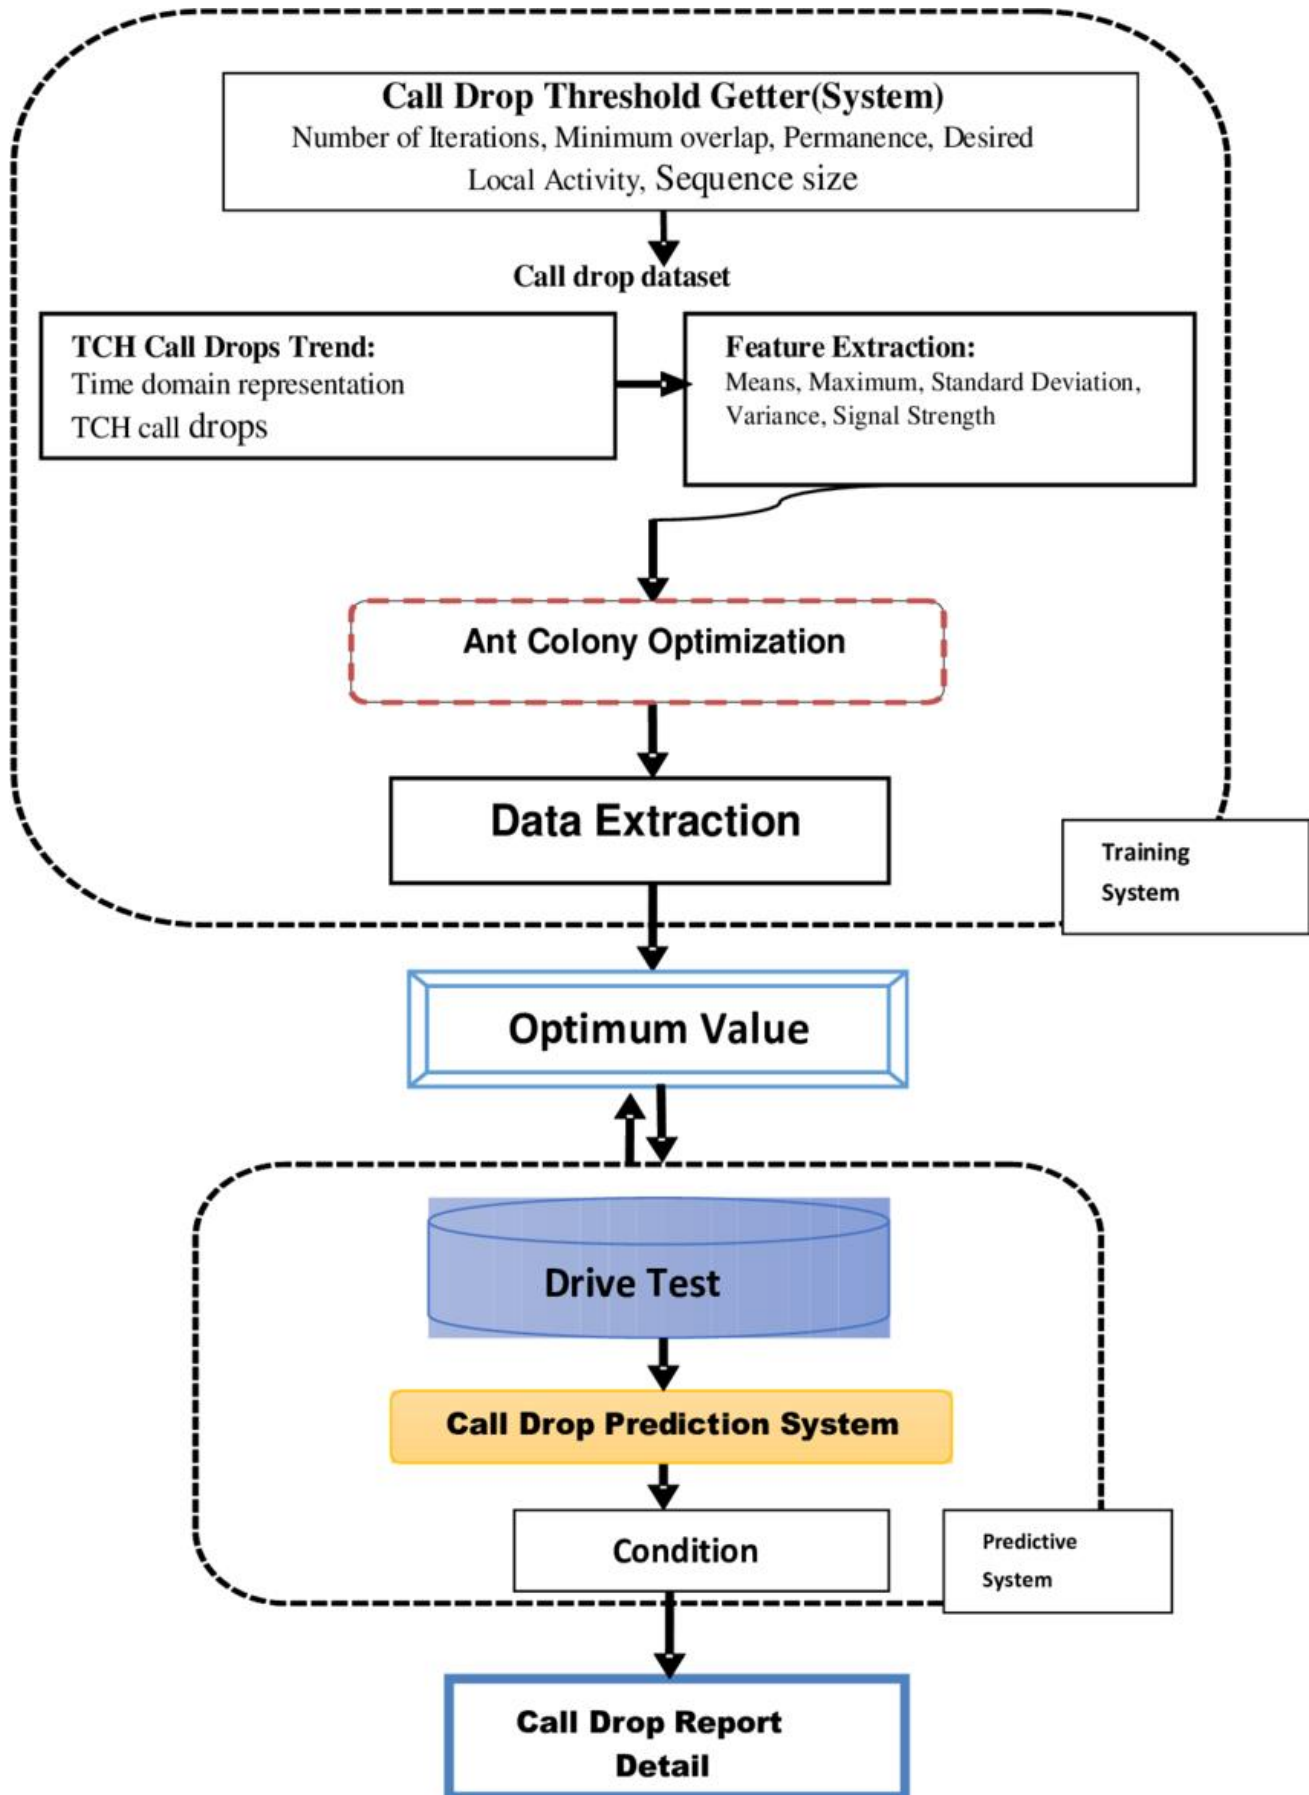 Call Drop Threshold Getter(System)
Number of Iterations, Minimum overlap, Permanence, Desired
Local Activity, Sequence size
Call drop dataset
TCH Call Drops Trend:
Time domain representation
TCH call drops
Feature Extraction:
Means, Maximum, Standard Deviation,
Variance, Signal Strength
Ant Colony Optimization
Data Extraction
Training
System
Optimum Value
Drive Test
Call Drop Prediction System
Condition
Predictive
System
Call Drop Report
Detail